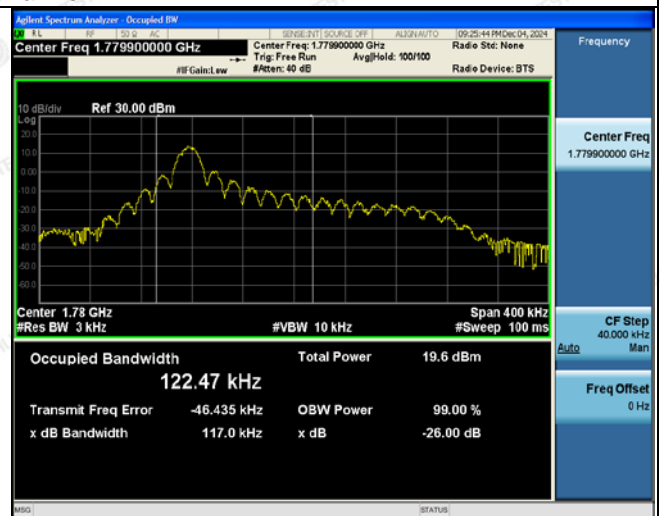 Agilent Spectrum Analyzer - Occupied BW
RL RF 50 Ω AC SENSE:INT SOURCE OFF ALIGN AUTO 09:25:44 PM Dec 04, 2024
Center Freq 1.779900000 GHz
Center Freq: 1.779900000 GHz
Radio Std: None
Trig: Free Run Avg|Hold: 100/100
#IFGain:Low
#Atten: 40 dB
Radio Device: BTS
10 dB/div Ref 30.00 dBm
Log
20.0
10.0
0.00
-10.0
-20.0
-30.0
-40.0
-50.0
-60.0
Center 1.78 GHz Span 400 kHz
#Res BW 3 kHz #VBW 10 kHz #Sweep 100 ms
Occupied Bandwidth Total Power 19.6 dBm
122.47 kHz
Transmit Freq Error -46.435 kHz OBW Power 99.00 %
x dB Bandwidth 117.0 kHz x dB -26.00 dB
Frequency
Center Freq
1.779900000 GHz
CF Step
40.000 kHz
Auto Man
Freq Offset
0 Hz
MSG STATUS